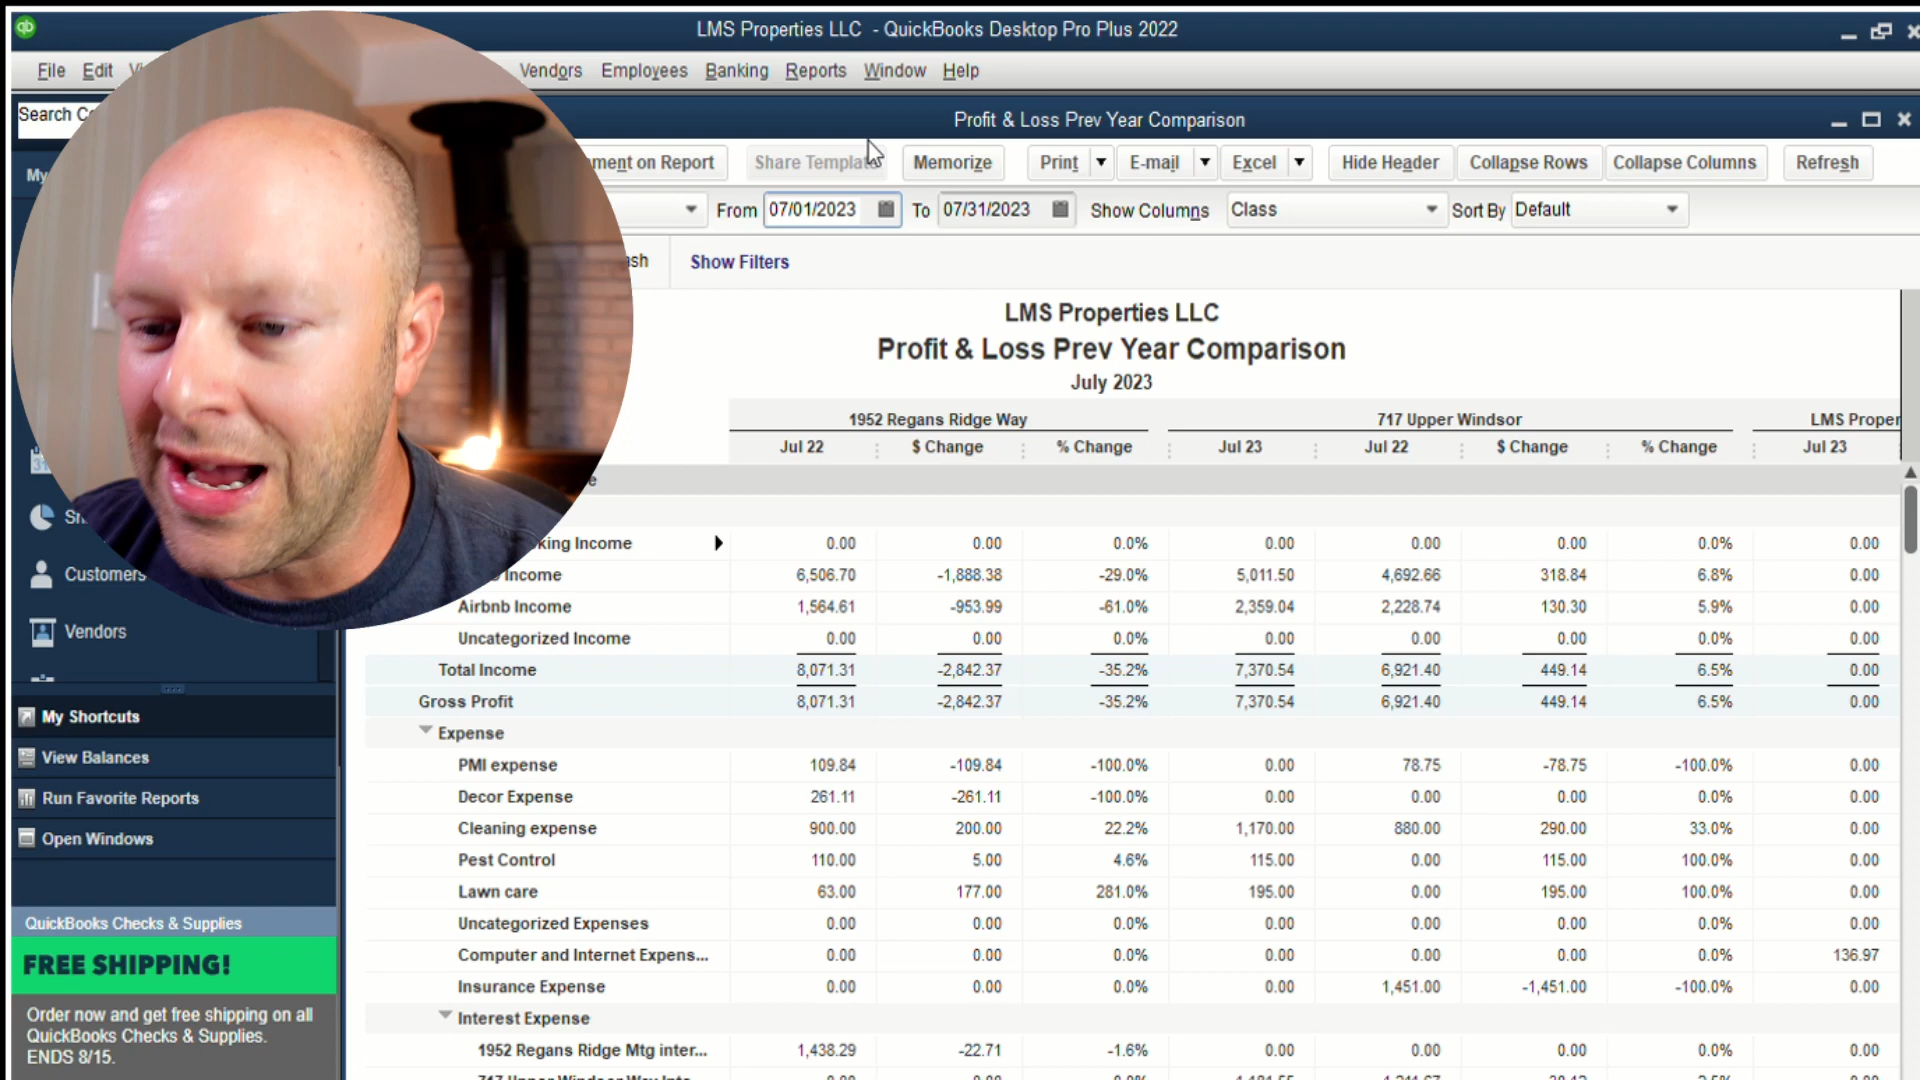 LMS Properties LLC - QuickBooks Desktop Pro Plus 2022
File Edit Vendors Employees Banking Reports Window Help
Search
Profit & Loss Prev Year Comparison
My
on Report Share Template Memorize Print E-mail Excel Hide Header Collapse Rows Collapse Columns Refresh
From 07/01/2023 To 07/31/2023 Show Columns Class Sort By Default
Show Filters
LMS Properties LLC
Profit & Loss Prev Year Comparison
July 2023
1952 Regans Ridge Way 717 Upper Windsor LMS Proper
Jul 22 $ Change % Change Jul 23 Jul 22 $ Change % Change Jul 23
Income 0.00 0.00 0.0% 0.00 0.00 0.00 0.0% 0.00
Income 6,506.70 -1,888.38 -29.0% 5,011.50 4,692.66 318.84 6.8% 0.00
Airbnb Income 1,564.61 -953.99 -61.0% 2,359.04 2,228.74 130.30 5.9% 0.00
Uncategorized Income 0.00 0.00 0.0% 0.00 0.00 0.00 0.0% 0.00
Total Income 8,071.31 -2,842.37 -35.2% 7,370.54 6,921.40 449.14 6.5% 0.00
Gross Profit 8,071.31 -2,842.37 -35.2% 7,370.54 6,921.40 449.14 6.5% 0.00
Expense
PMI expense 109.84 -109.84 -100.0% 0.00 78.75 -78.75 -100.0% 0.00
Decor Expense 261.11 -261.11 -100.0% 0.00 0.00 0.00 0.0% 0.00
Cleaning expense 900.00 200.00 22.2% 1,170.00 880.00 290.00 33.0% 0.00
Pest Control 110.00 5.00 4.6% 115.00 0.00 115.00 100.0% 0.00
Lawn care 63.00 177.00 281.0% 195.00 0.00 195.00 100.0% 0.00
Uncategorized Expenses 0.00 0.00 0.0% 0.00 0.00 0.00 0.0% 0.00
Computer and Internet Expens... 0.00 0.00 0.0% 0.00 0.00 0.00 0.0% 136.97
Insurance Expense 0.00 0.00 0.0% 0.00 1,451.00 -1,451.00 -100.0% 0.00
Interest Expense
1952 Regans Ridge Mtg inter... 1,438.29 -22.71 -1.6% 0.00 0.00 0.00 0.0% 0.00
31
Customers
Vendors
My Shortcuts
View Balances
Run Favorite Reports
Open Windows
QuickBooks Checks & Supplies
FREE SHIPPING!
Order now and get free shipping on all
QuickBooks Checks & Supplies.
ENDS 8/15.